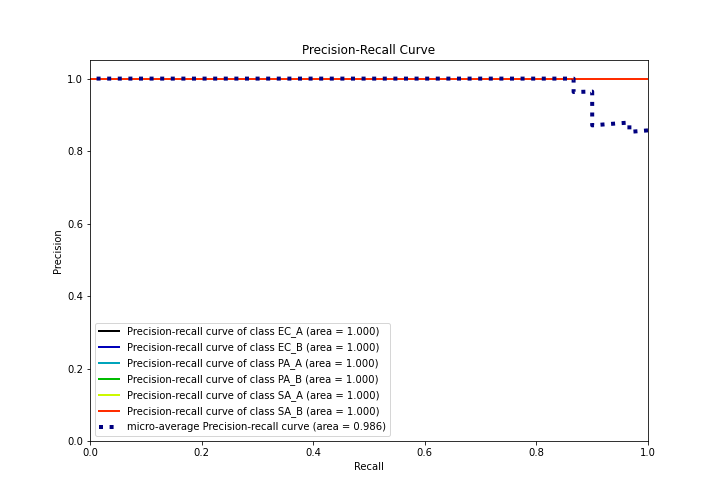 Precision-Recall Curve
1.0
0.8
0.6
0.4
0.2
0.0
Precision
Precision-recall curve of class EC_A (area = 1.000)
Precision-recall curve of class EC_B (area = 1.000)
Precision-recall curve of class PA_A (area = 1.000)
Precision-recall curve of class PA_B (area = 1.000)
Precision-recall curve of class SA_A (area = 1.000)
Precision-recall curve of class SA_B (area = 1.000)
micro-average Precision-recall curve (area = 0.986)
0.0 0.2 0.4 0.6 0.8 1.0
Recall